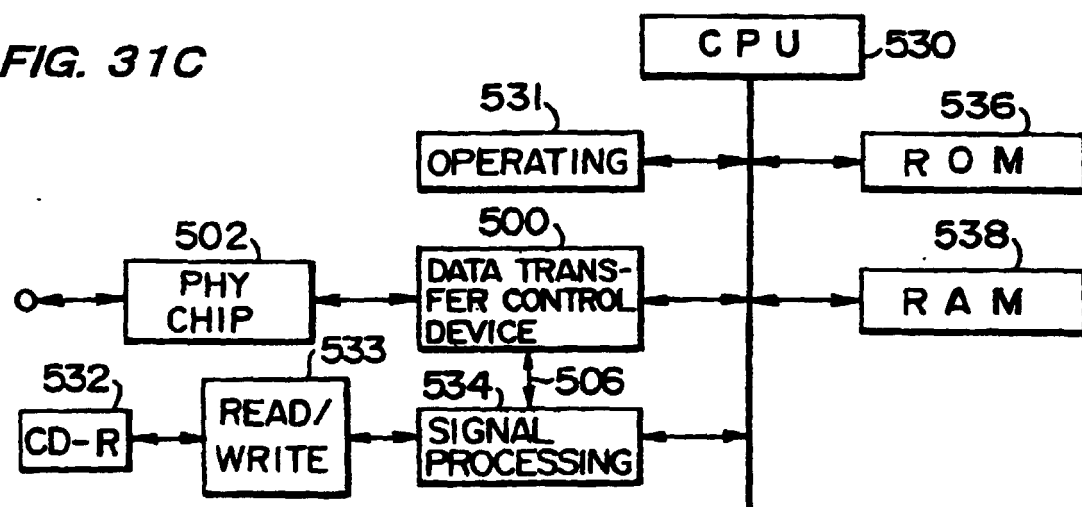 FIG. 31C
CPU
530
531
OPERATING
536
ROM
502
PHY
CHIP
500
DATA TRANS-
FER CONTROL
DEVICE
538
RAM
532
CD-R
533
READ/
WRITE
534
506
SIGNAL
PROCESSING